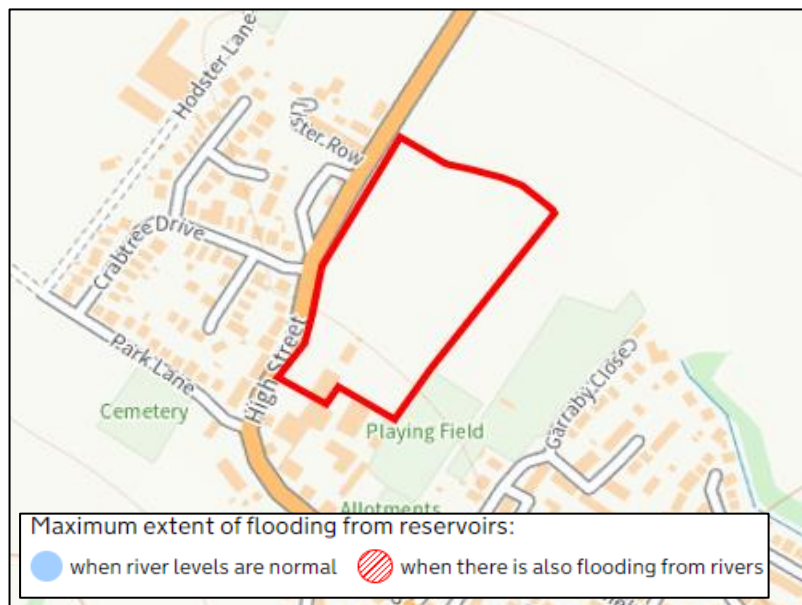 Hodster Lane
ster Row
Crabtree Drive
High Street
Park Lane
Cemetery
Garraby Close
Playing Field
Allotments
Maximum extent of flooding from reservoirs:
when river levels are normal when there is also flooding from rivers